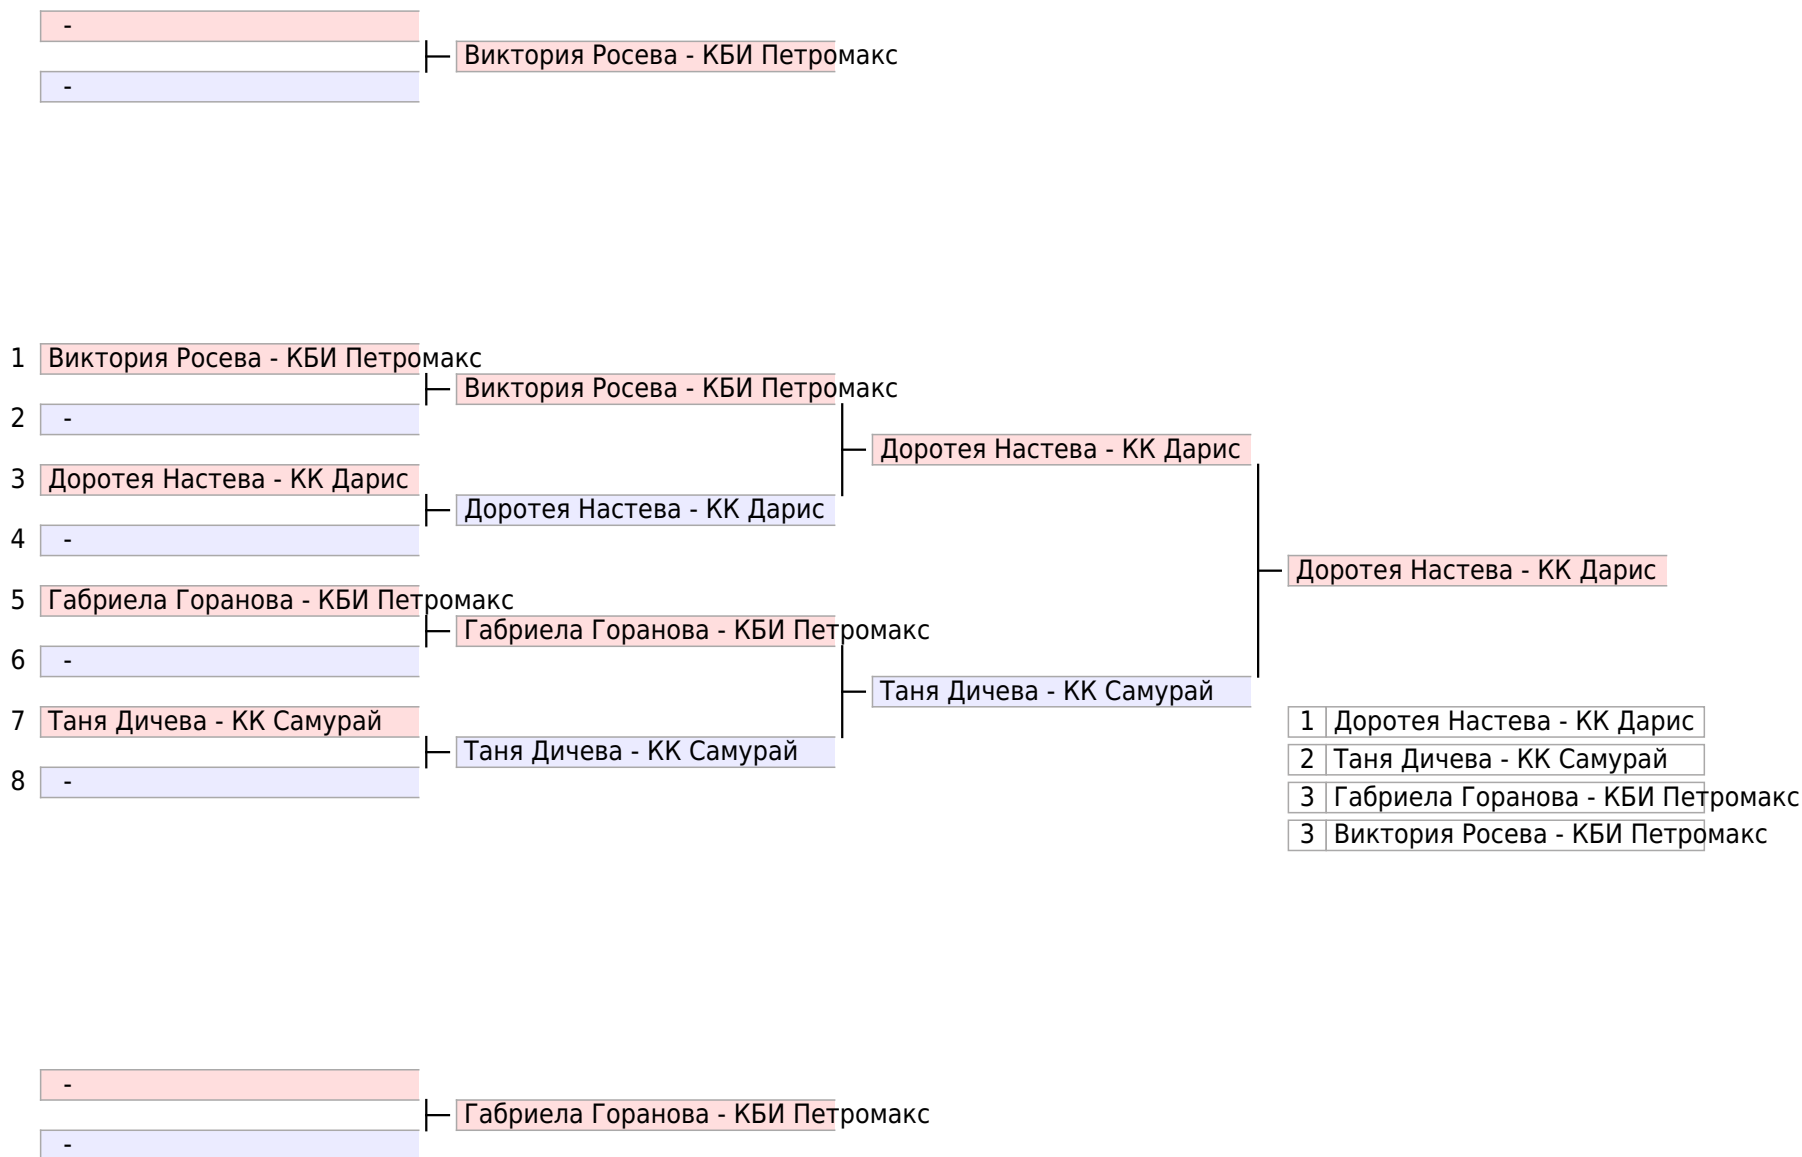 -
Виктория Росева - КБИ Петромакс
-
1 Виктория Росева - КБИ Петромакс
Виктория Росева - КБИ Петромакс
2 -
Доротея Настева - КК Дарис
3 Доротея Настева - КК Дарис
Доротея Настева - КК Дарис
4 -
Доротея Настева - КК Дарис
5 Габриела Горанова - КБИ Петромакс
Габриела Горанова - КБИ Петромакс
6 -
Таня Дичева - КК Самурай
7 Таня Дичева - КК Самурай
Таня Дичева - КК Самурай
8 -
1 Доротея Настева - КК Дарис
2 Таня Дичева - КК Самурай
3 Габриела Горанова - КБИ Петромакс
3 Виктория Росева - КБИ Петромакс
-
Габриела Горанова - КБИ Петромакс
-